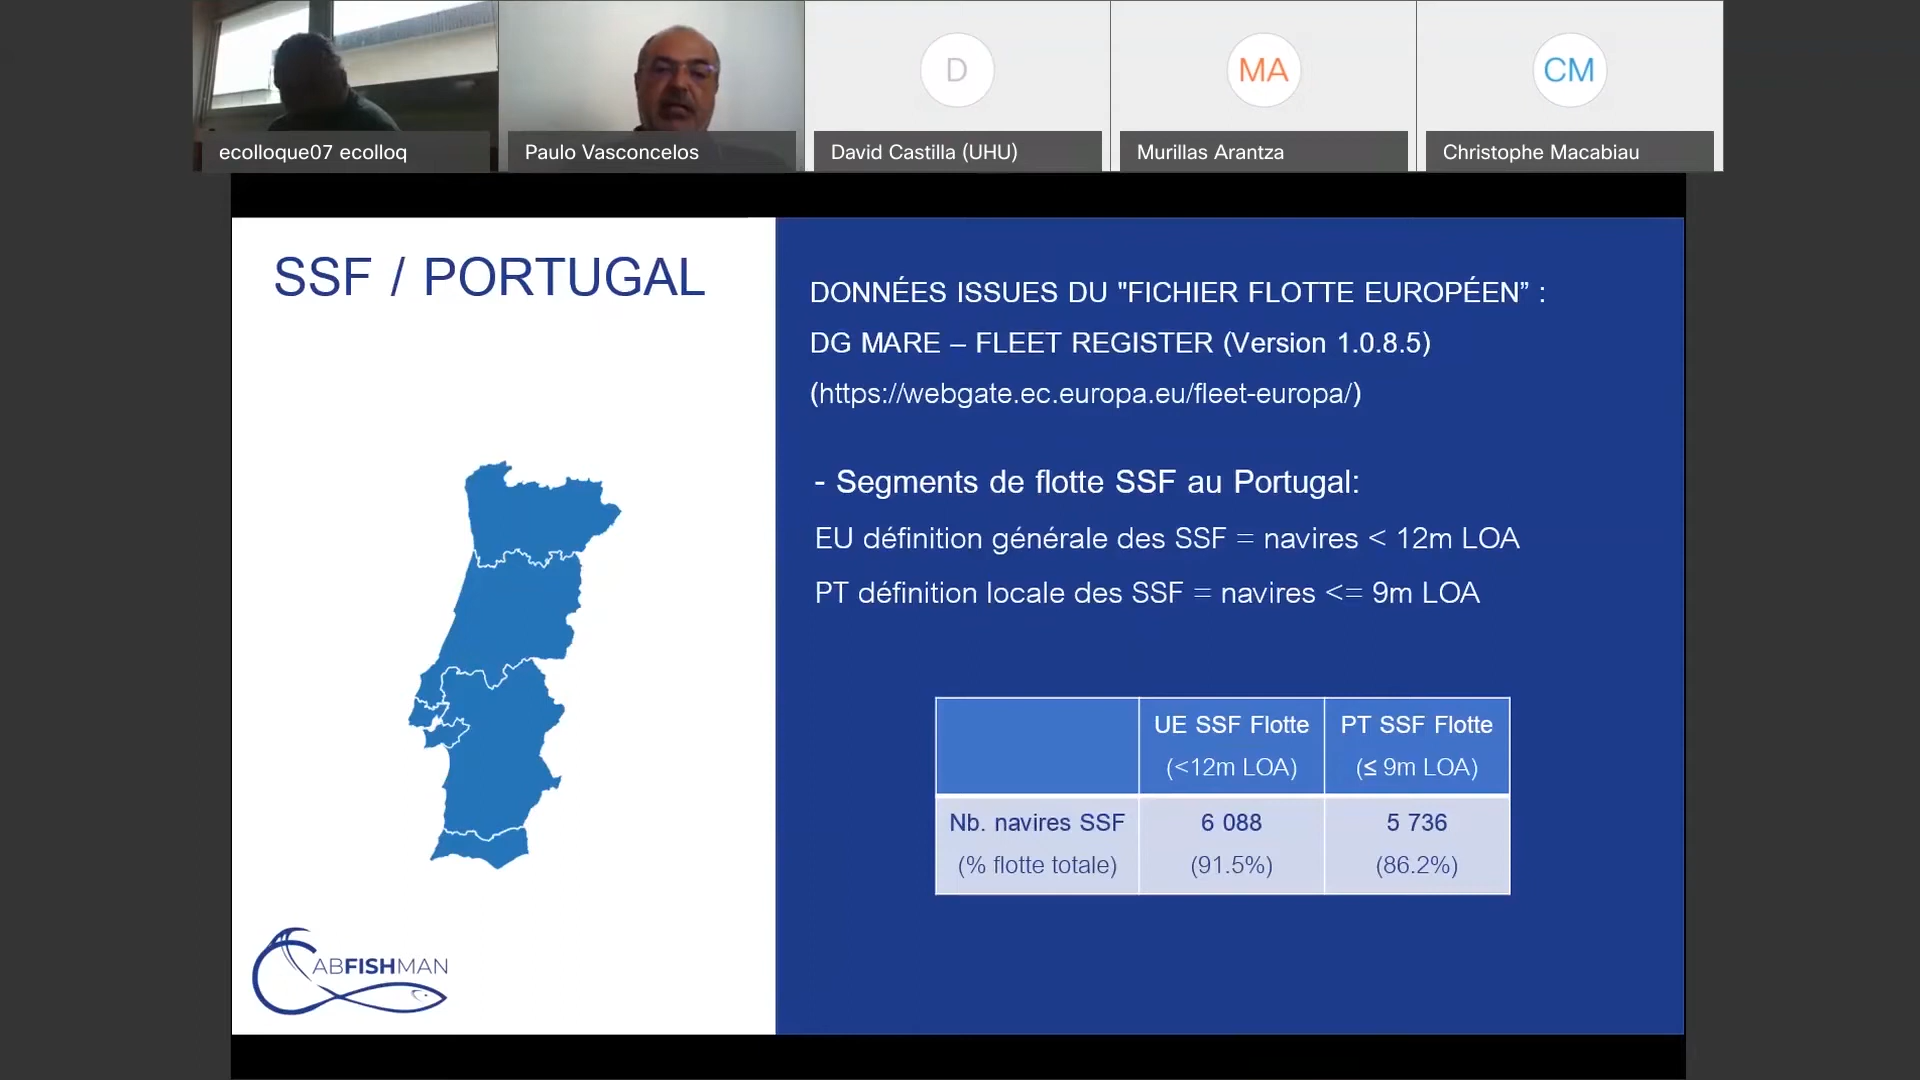 D
MA
CM
ecolloque07 ecolloq
Paulo Vasconcelos
David Castilla (UHU)
Murillas Arantza
Christophe Macabiau
SSF / PORTUGAL
DONNÉES ISSUES DU "FICHIER FLOTTE EUROPÉEN” :
DG MARE – FLEET REGISTER (Version 1.0.8.5)
(https://webgate.ec.europa.eu/fleet-europa/)
- Segments de flotte SSF au Portugal:
EU définition générale des SSF = navires < 12m LOA
PT définition locale des SSF = navires <= 9m LOA
UE SSF Flotte
(<12m LOA)
PT SSF Flotte
(≤ 9m LOA)
Nb. navires SSF
(% flotte totale)
6 088
(91.5%)
5 736
(86.2%)
CABFISHMAN